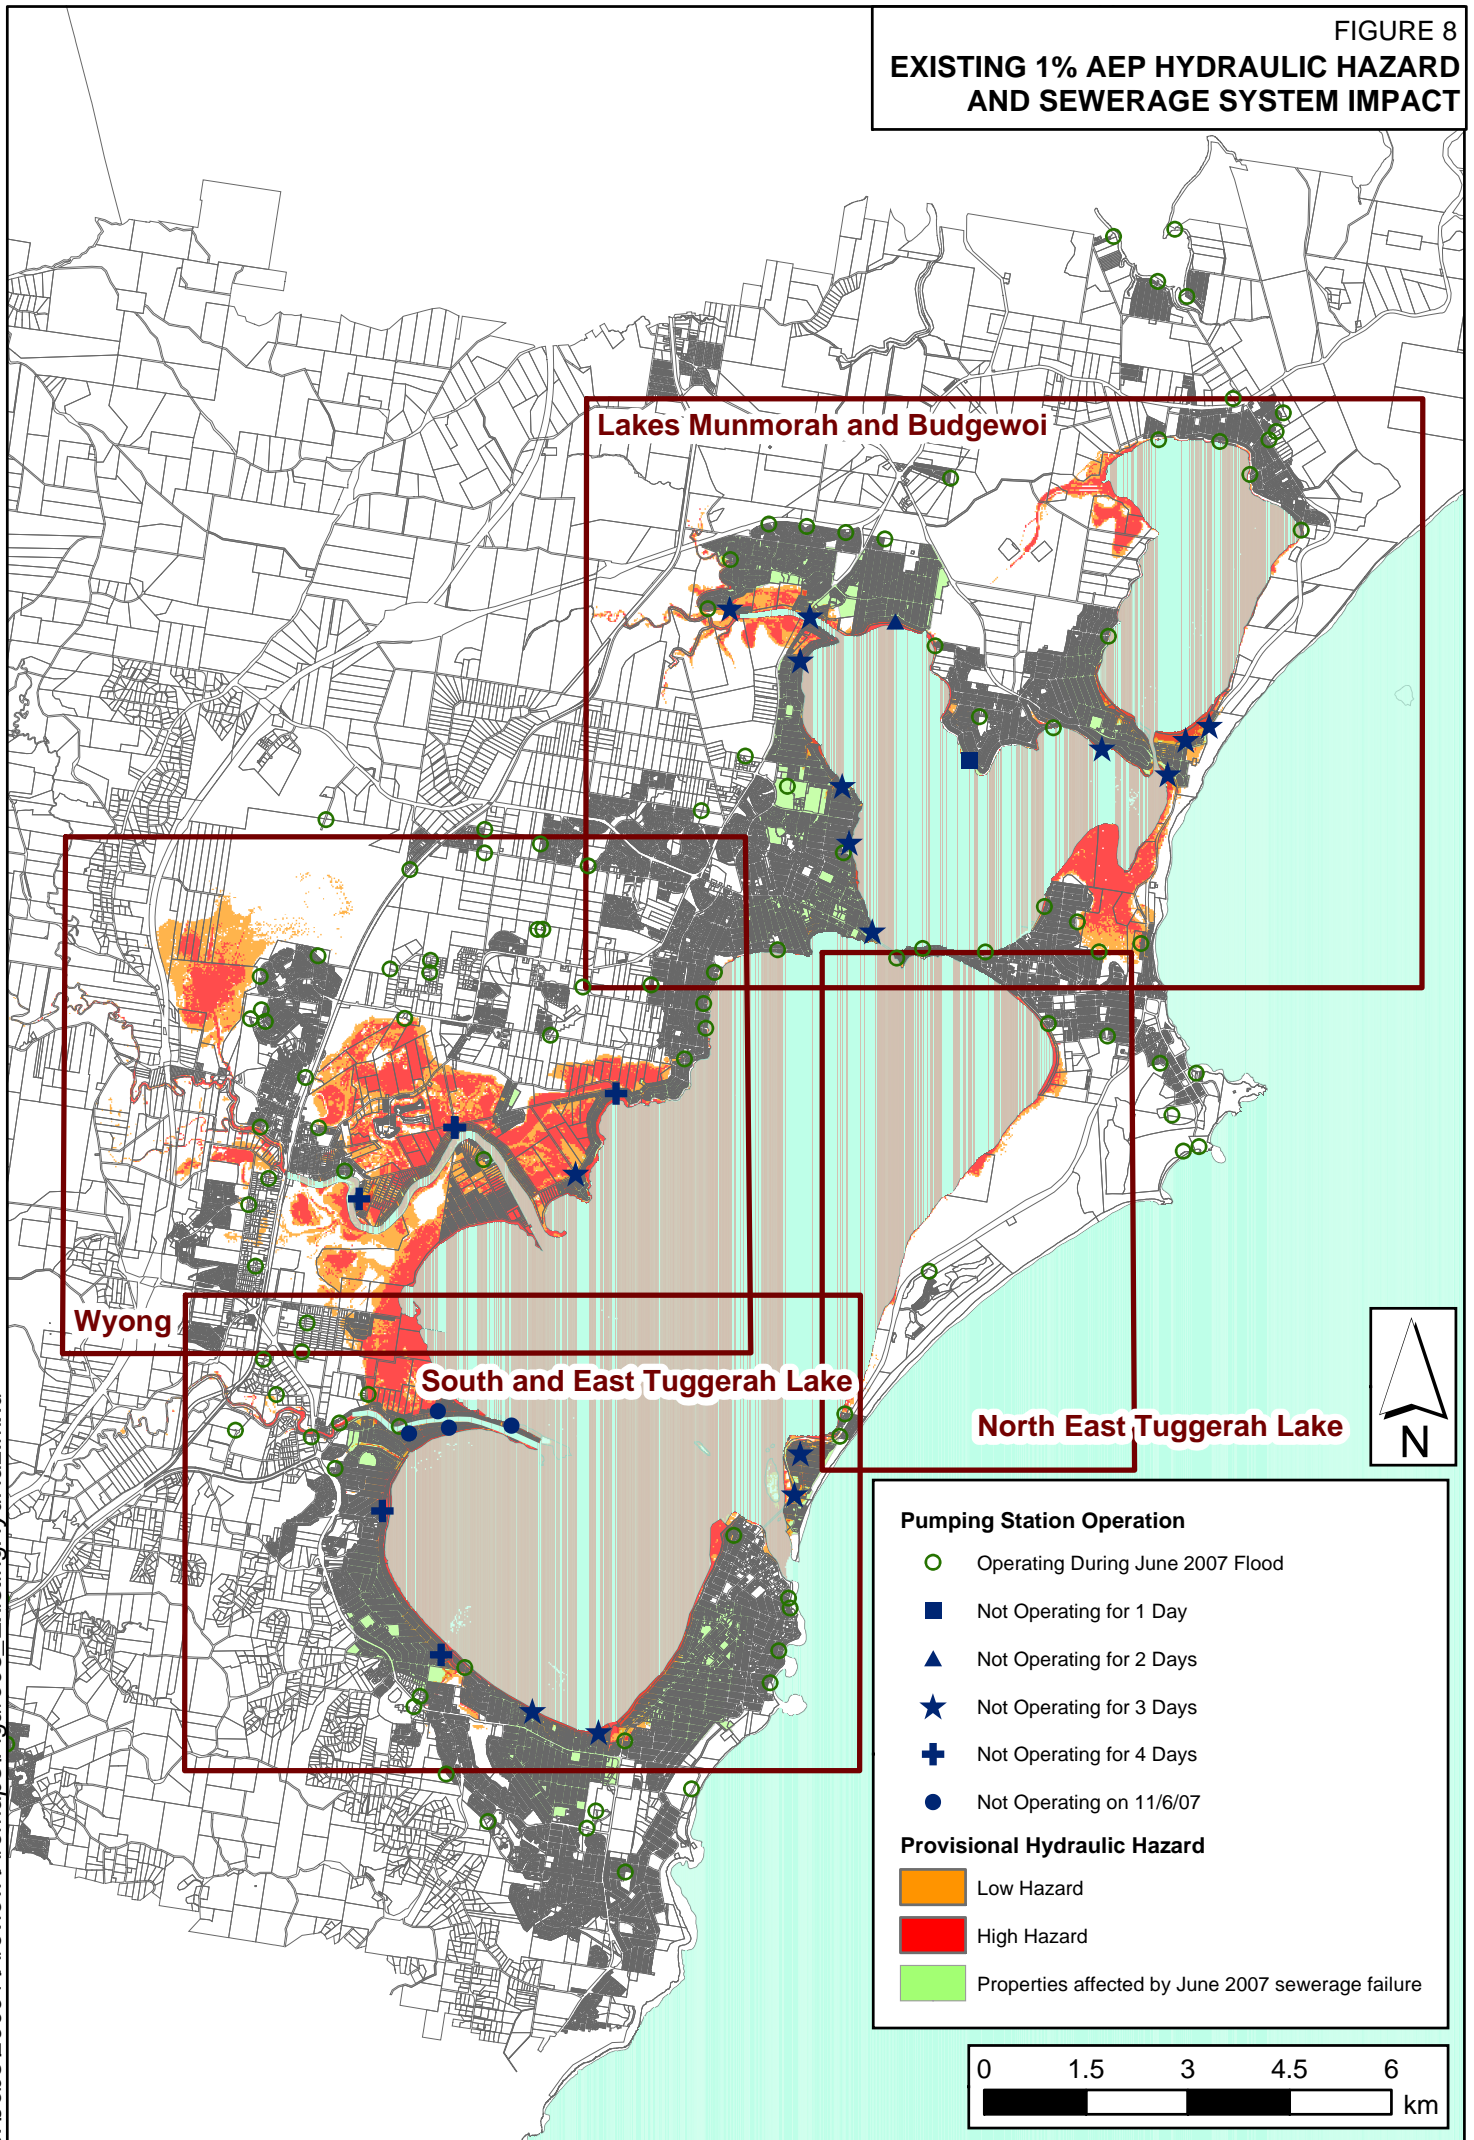 FIGURE 8
EXISTING 1% AEP HYDRAULIC HAZARD
AND SEWERAGE SYSTEM IMPACT
Lakes Munmorah and Budgewoi
Wyong
South and East Tuggerah Lake
North East Tuggerah Lake
N
Pumping Station Operation
Operating During June 2007 Flood
Not Operating for 1 Day
Not Operating for 2 Days
Not Operating for 3 Days
Not Operating for 4 Days
Not Operating on 11/6/07
Provisional Hydraulic Hazard
Low Hazard
High Hazard
Properties affected by June 2007 sewerage failure
0 1.5 3 4.5 6
km